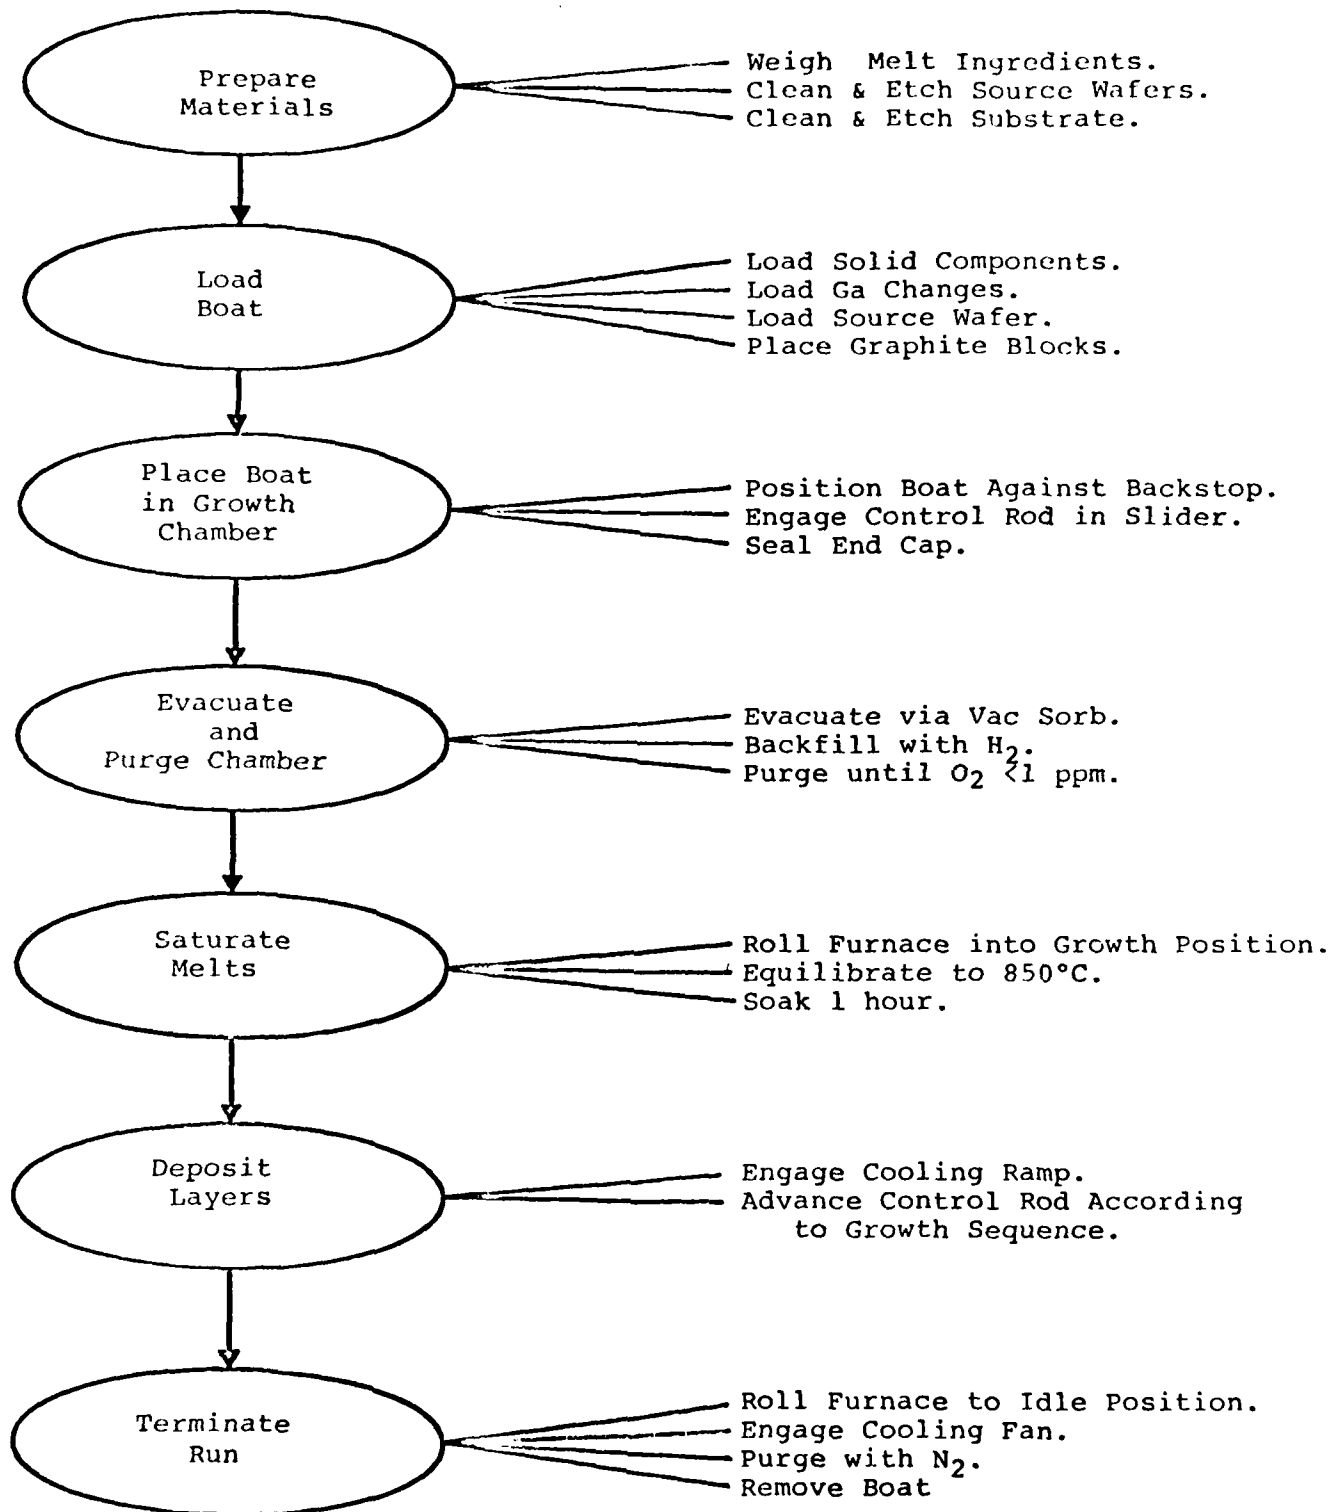 Prepare
Materials
Weigh Melt Ingredients.
Clean & Etch Source Wafers.
Clean & Etch Substrate.
Load
Boat
Load Solid Components.
Load Ga Changes.
Load Source Wafer.
Place Graphite Blocks.
Place Boat
in Growth
Chamber
Position Boat Against Backstop.
Engage Control Rod in Slider.
Seal End Cap.
Evacuate
and
Purge Chamber
Evacuate via Vac Sorb.
Backfill with H₂.
Purge until O₂ <1 ppm.
Saturate
Melts
Roll Furnace into Growth Position.
Equilibrate to 850°C.
Soak 1 hour.
Deposit
Layers
Engage Cooling Ramp.
Advance Control Rod According
to Growth Sequence.
Terminate
Run
Roll Furnace to Idle Position.
Engage Cooling Fan.
Purge with N₂.
Remove Boat